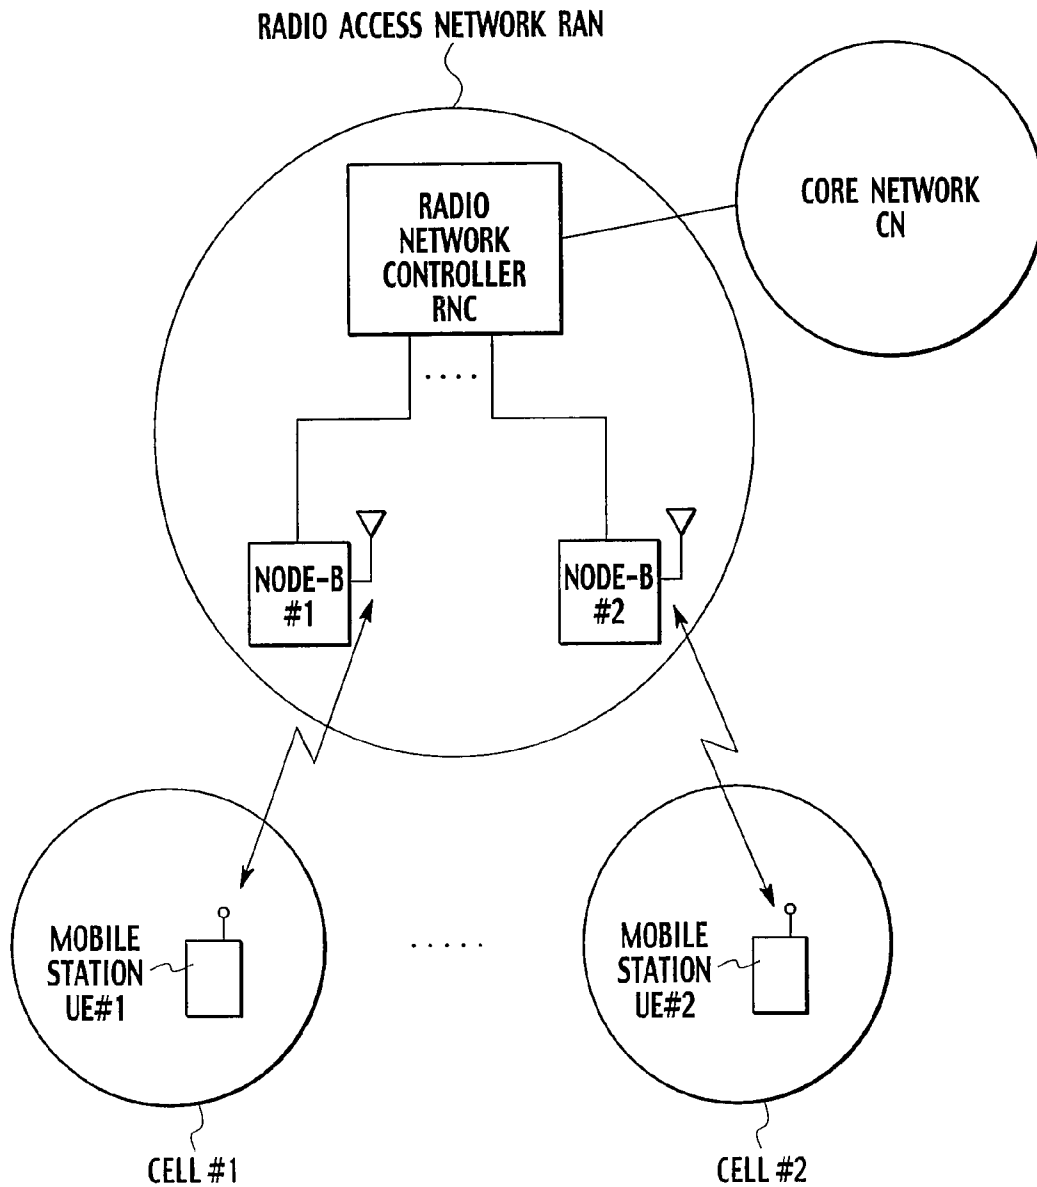 RADIO ACCESS NETWORK RAN
CORE NETWORK
CN
RADIO
NETWORK
CONTROLLER
RNC
NODE-B
#1
NODE-B
#2
MOBILE
STATION
UE#1
MOBILE
STATION
UE#2
CELL #1
CELL #2